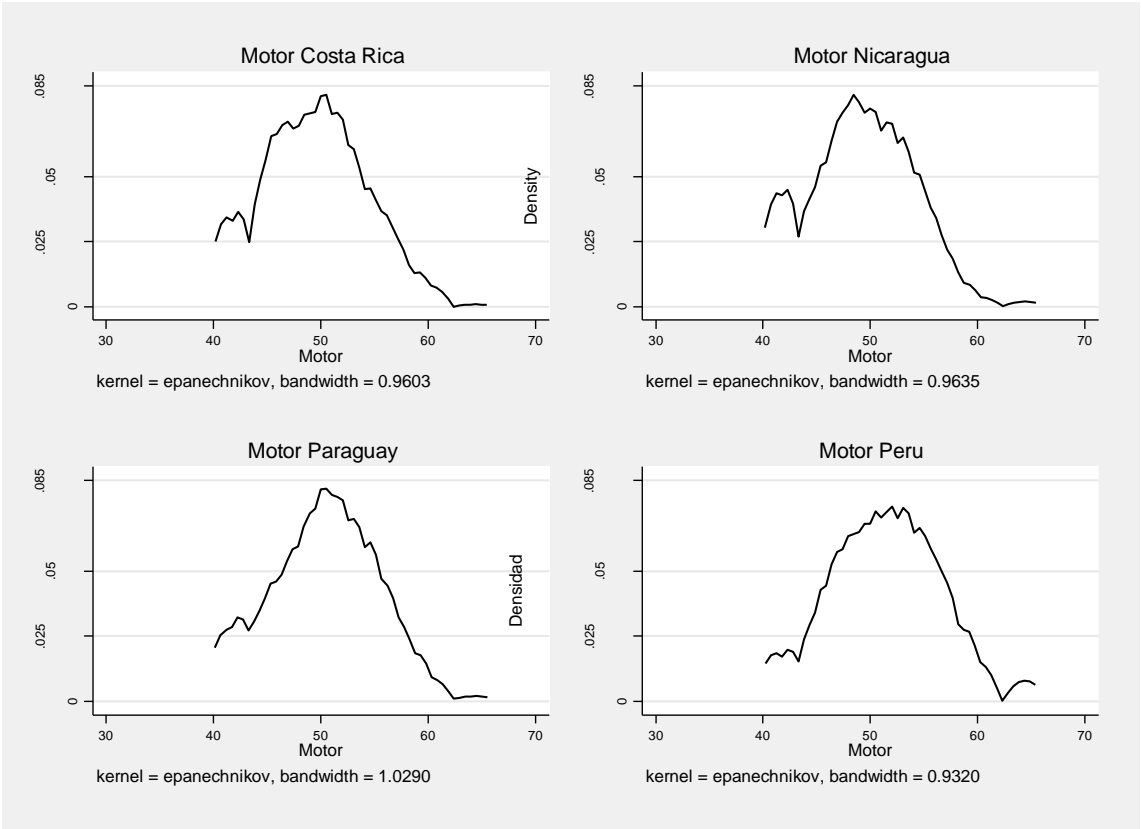 Motor Costa Rica
.085
.05
.025
0
30 40 50 60 70
Motor
kernel = epanechnikov, bandwidth = 0.9603
Motor Nicaragua
Density
.085
.05
.025
0
30 40 50 60 70
Motor
kernel = epanechnikov, bandwidth = 0.9635
Motor Paraguay
.085
.05
.025
0
30 40 50 60 70
Motor
kernel = epanechnikov, bandwidth = 1.0290
Motor Peru
Densidad
.085
.05
.025
0
30 40 50 60 70
Motor
kernel = epanechnikov, bandwidth = 0.9320